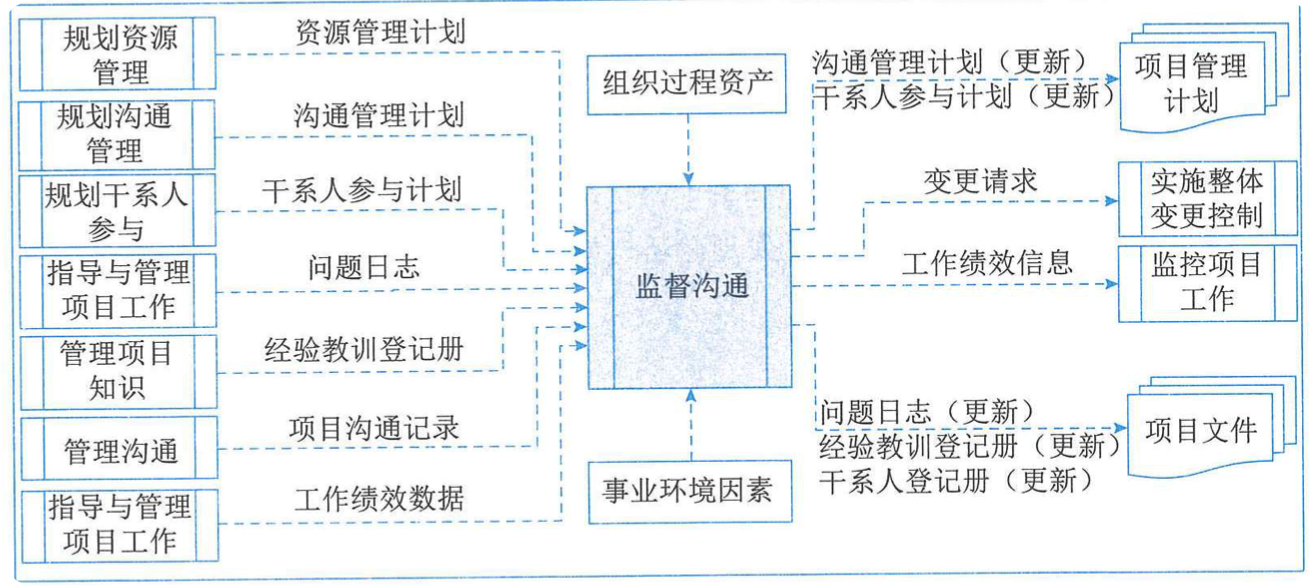 规划资源
管理
资源管理计划
规划沟通
管理
沟通管理计划
规划干系人
参与
干系人参与计划
指导与管理
项目工作
问题日志
管理项目
知识
经验教训登记册
管理沟通
项目沟通记录
指导与管理
项目工作
工作绩效数据
组织过程资产
监督沟通
事业环境因素
沟通管理计划（更新）
干系人参与计划（更新）
项目管理
计划
变更请求
实施整体
变更控制
工作绩效信息
监控项目
工作
问题日志（更新）
经验教训登记册（更新）
干系人登记册（更新）
项目文件